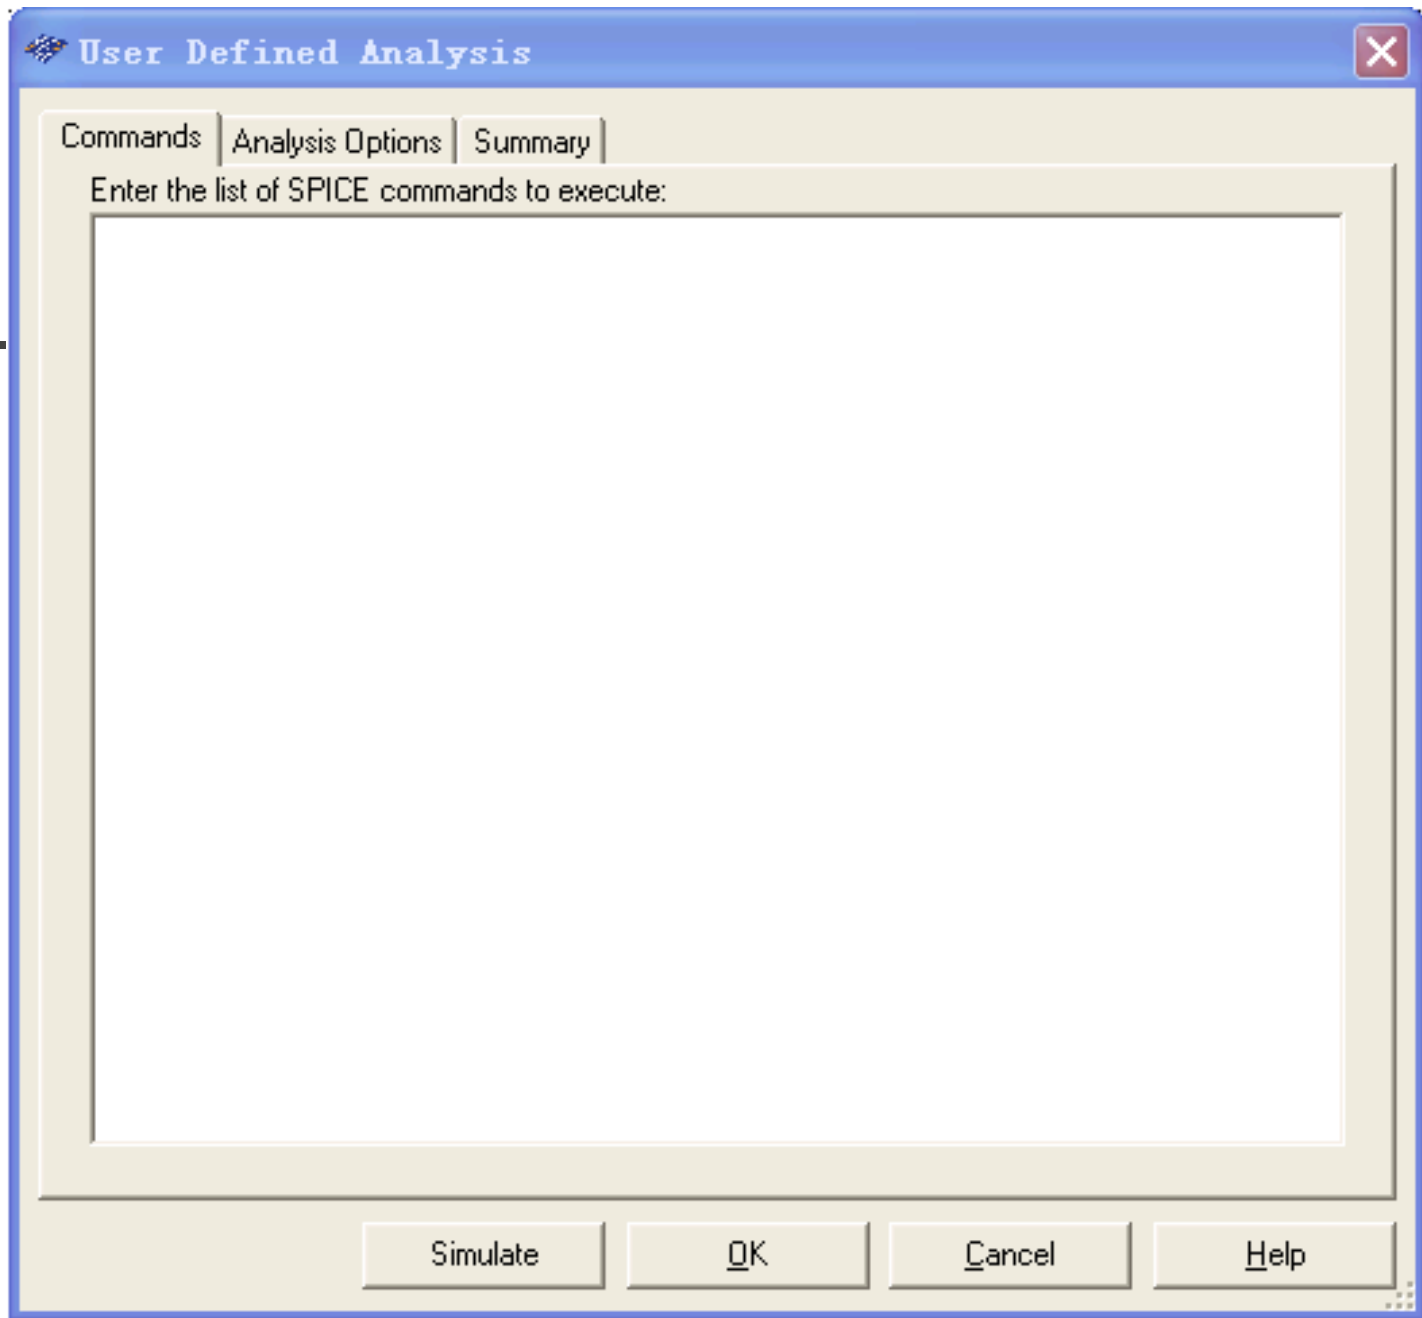 User Defined Analysis
Commands
Analysis Options
Summary
Enter the list of SPICE commands to execute:
Simulate
OK
Cancel
Help